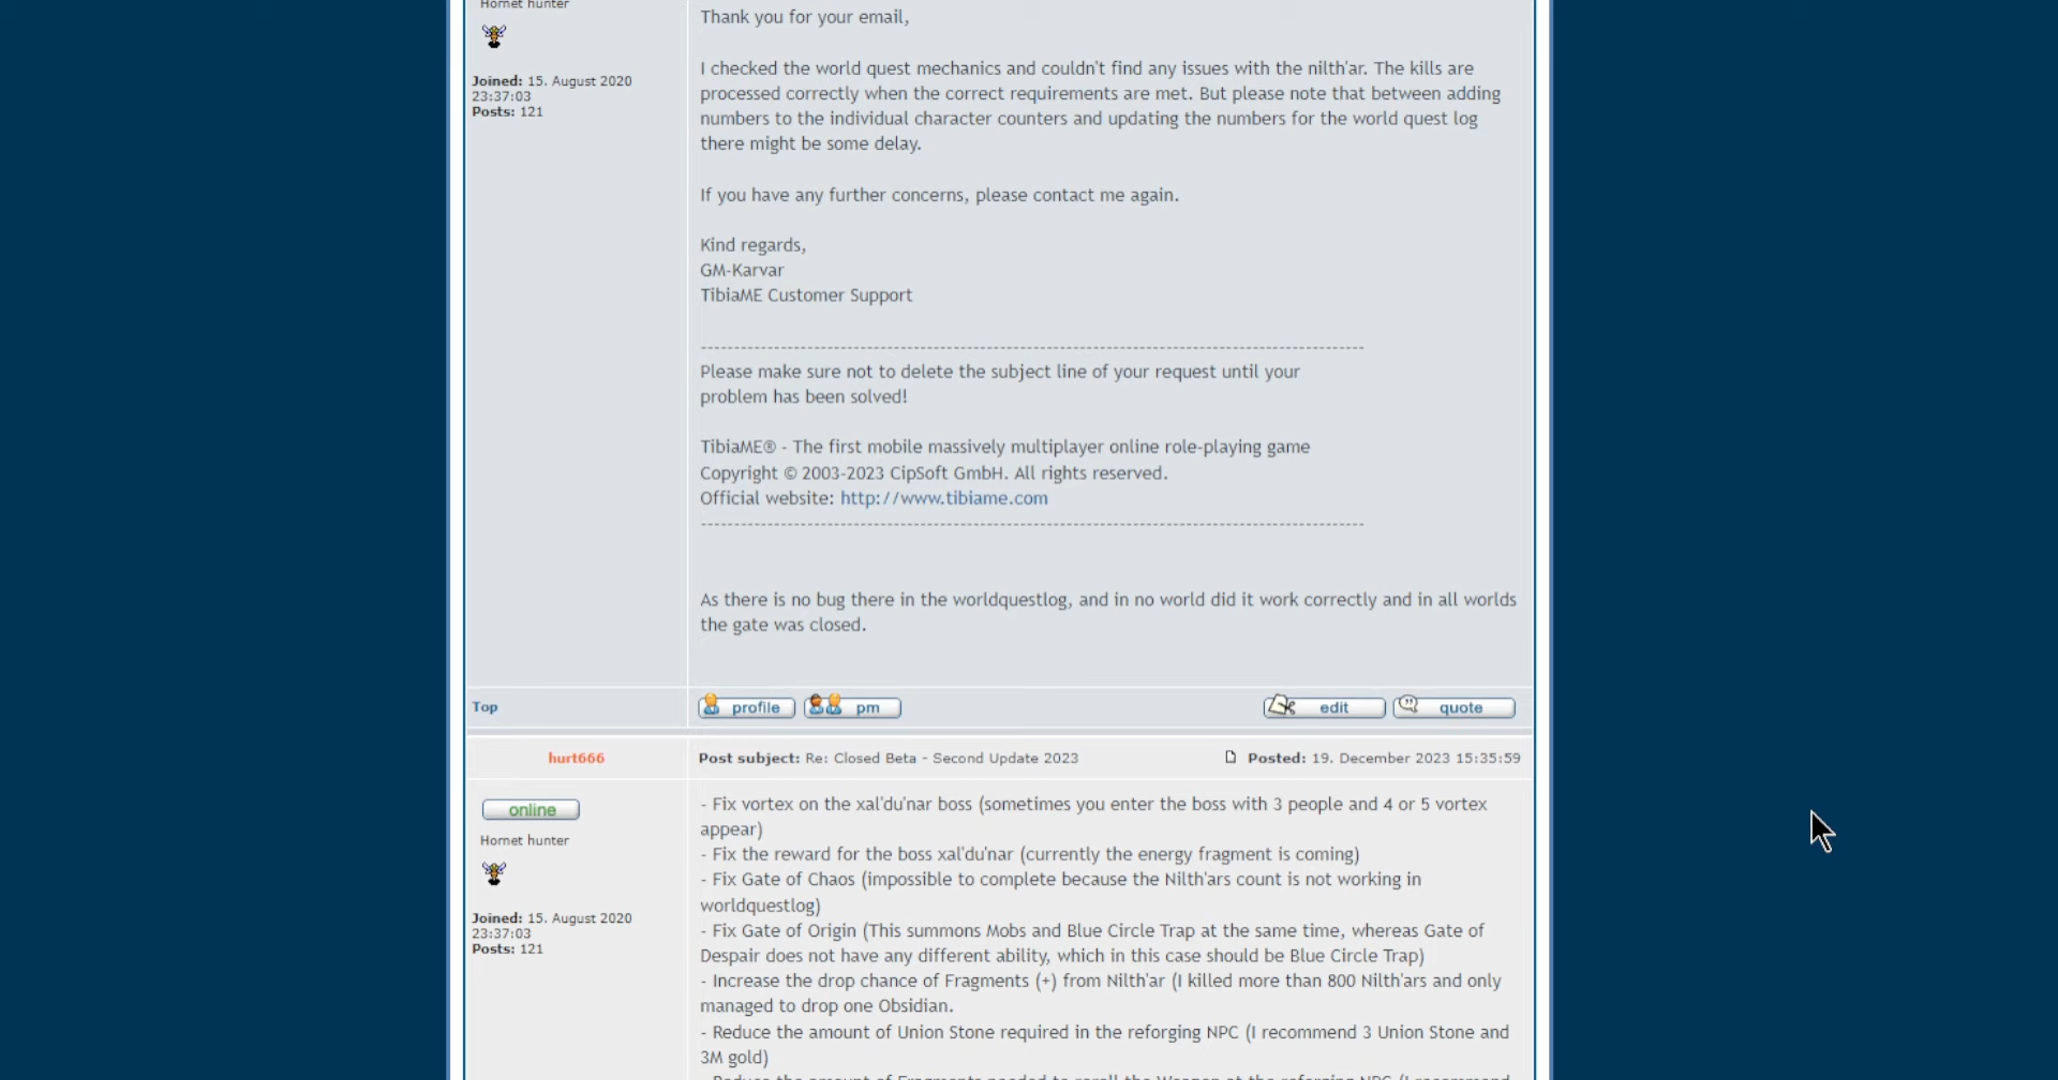 Hornet hunter
Joined: 15. August 2020
23:37:03
Posts: 121
Thank you for your email,
I checked the world quest mechanics and couldn't find any issues with the nilth'ar. The kills are
processed correctly when the correct requirements are met. But please note that between adding
numbers to the individual character counters and updating the numbers for the world quest log
there might be some delay.
If you have any further concerns, please contact me again.
Kind regards,
GM-Karvar
TibiaME Customer Support
--------------------------------------------------------------------------------
Please make sure not to delete the subject line of your request until your
problem has been solved!
TibiaME® - The first mobile massively multiplayer online role-playing game
Copyright © 2003-2023 CipSoft GmbH. All rights reserved.
Official website: http://www.tibiame.com
--------------------------------------------------------------------------------
As there is no bug there in the worldquestlog, and in no world did it work correctly and in all worlds
the gate was closed.
Top profile pm edit quote
hurt666 Post subject: Re: Closed Beta - Second Update 2023 Posted: 19. December 2023 15:35:59
online
Hornet hunter
Joined: 15. August 2020
23:37:03
Posts: 121
- Fix vortex on the xal'du'nar boss (sometimes you enter the boss with 3 people and 4 or 5 vortex
appear)
- Fix the reward for the boss xal'du'nar (currently the energy fragment is coming)
- Fix Gate of Chaos (impossible to complete because the Nilth'ars count is not working in
worldquestlog)
- Fix Gate of Origin (This summons Mobs and Blue Circle Trap at the same time, whereas Gate of
Despair does not have any different ability, which in this case should be Blue Circle Trap)
- Increase the drop chance of Fragments (+) from Nilth'ar (I killed more than 800 Nilth'ars and only
managed to drop one Obsidian.
- Reduce the amount of Union Stone required in the reforging NPC (I recommend 3 Union Stone and
3M gold)
- Reduce the amount of Fragments needed to reroll the Weapon at the reforging NPC (I recommend